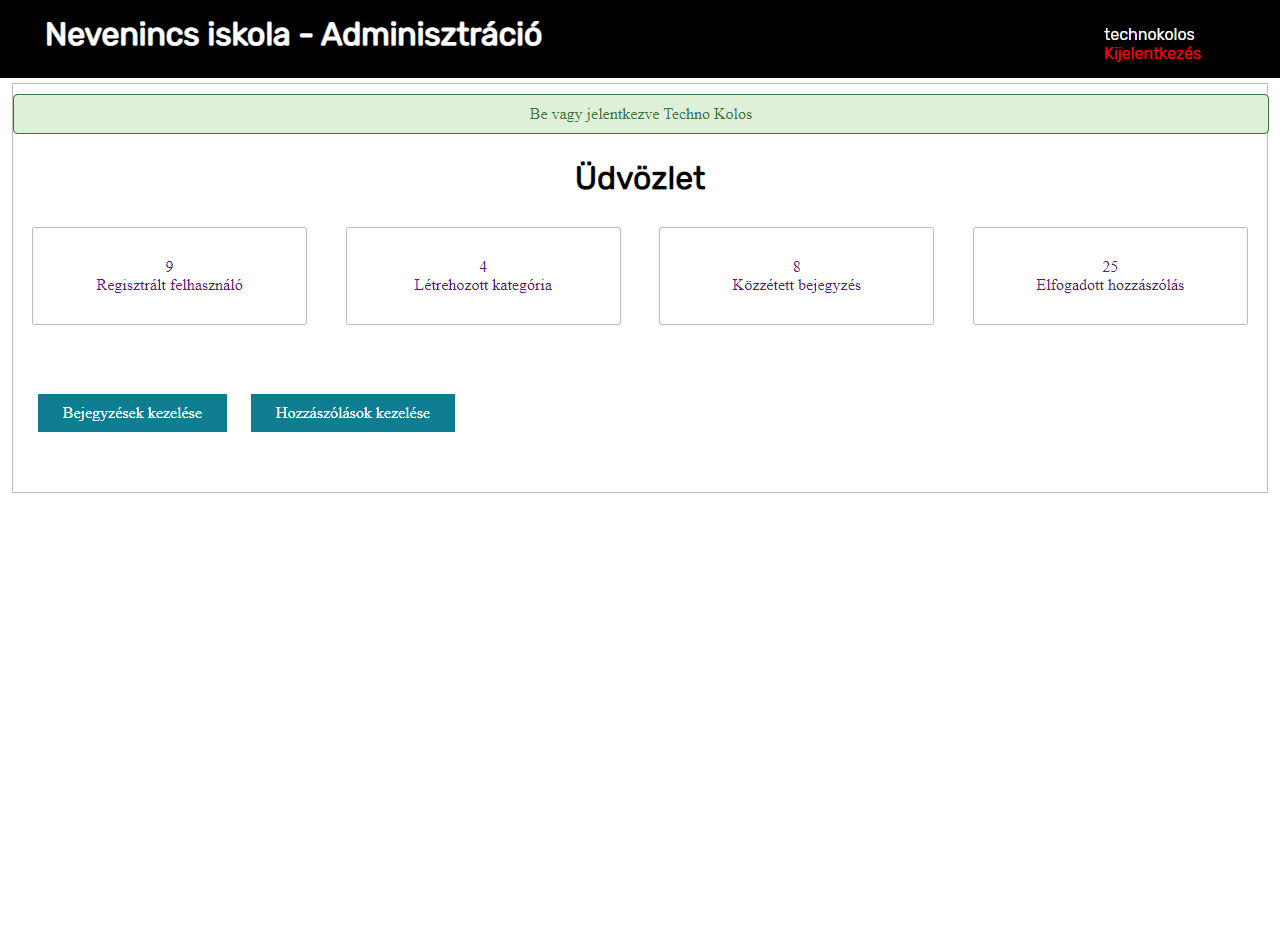 Nevenincs iskola - Adminisztráció
technokolos
Kijelentkezés
Be vagy jelentkezve Techno Kolos
Üdvözlet
9
Regisztrált felhasználó
4
Létrehozott kategória
8
Közzétett bejegyzés
25
Elfogadott hozzászólás
Bejegyzések kezelése
Hozzászólások kezelése